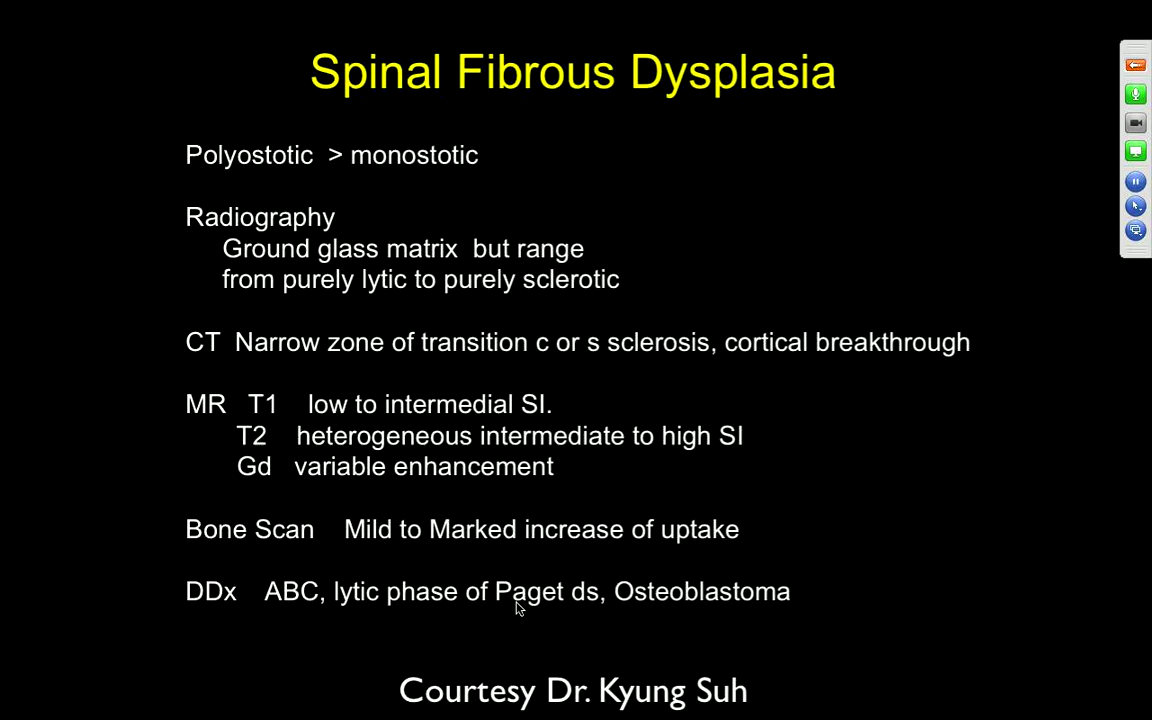 Spinal Fibrous Dysplasia
Polyostotic > monostotic
Radiography
Ground glass matrix but range
from purely lytic to purely sclerotic
CT Narrow zone of transition c or s sclerosis, cortical breakthrough
MR T1 low to intermedial SI.
T2 heterogeneous intermediate to high SI
Gd variable enhancement
Bone Scan Mild to Marked increase of uptake
DDx ABC, lytic phase of Paget ds, Osteoblastoma
Courtesy Dr. Kyung Suh